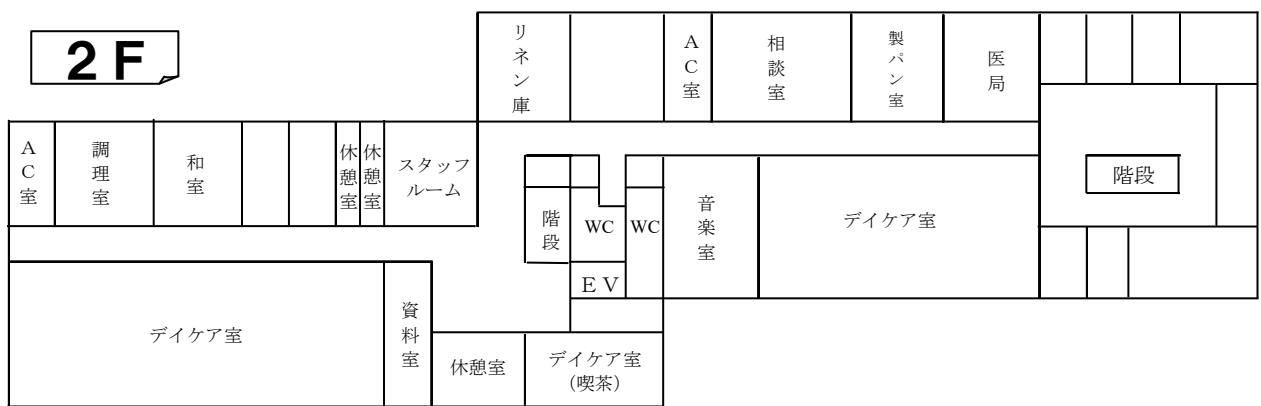 ２Ｆ
リネン庫
ＡＣ室
相談室
製パン室
医局
ＡＣ室
調理室
和室
休憩室
休憩室
スタッフ
ルーム
階段
WC
WC
音楽室
デイケア室
階段
ＥＶ
デイケア室
資料室
休憩室
デイケア室
（喫茶）